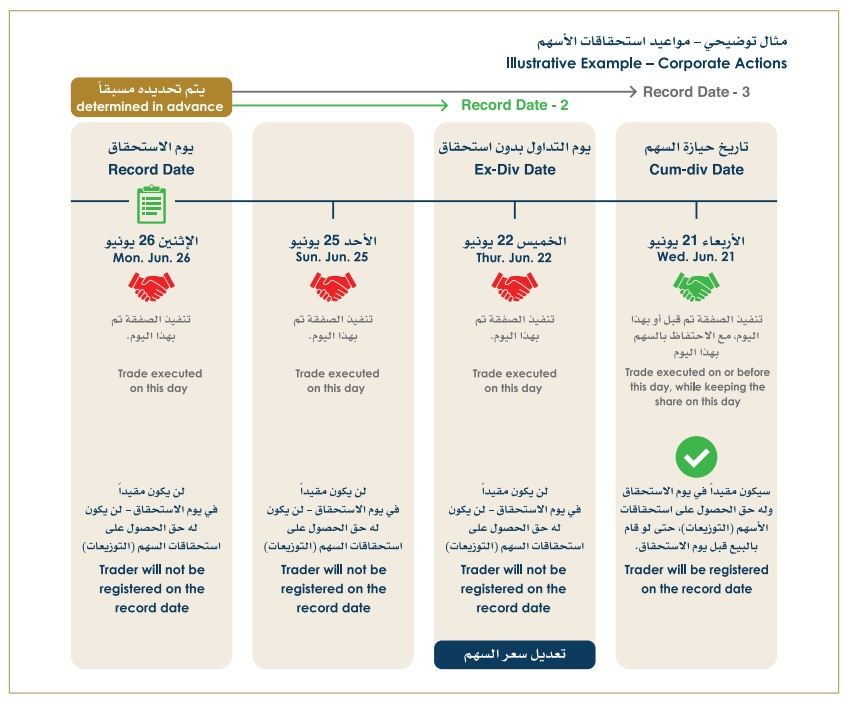 مثال توضيحي – مواعيد استحقاقات الأسهم
Illustrative Example – Corporate Actions
يتم تحديده مسبقاً
determined in advance
Record Date - 3
Record Date - 2
يوم الاستحقاق
Record Date
الإثنين 26 يونيو
Mon. Jun. 26
تنفيذ الصفقة تم
بهذا اليوم.
Trade executed
on this day
لن يكون مقيداً
في يوم الاستحقاق – لن يكون
له حق الحصول على
استحقاقات السهم (التوزيعات)
Trader will not be
registered on the
record date
الأحد 25 يونيو
Sun. Jun. 25
تنفيذ الصفقة تم
بهذا اليوم.
Trade executed
on this day
لن يكون مقيداً
في يوم الاستحقاق – لن يكون
له حق الحصول على
استحقاقات السهم (التوزيعات)
Trader will not be
registered on the
record date
يوم التداول بدون استحقاق
Ex-Div Date
الخميس 22 يونيو
Thur. Jun. 22
تنفيذ الصفقة تم
بهذا اليوم.
Trade executed
on this day
لن يكون مقيداً
في يوم الاستحقاق – لن يكون
له حق الحصول على
استحقاقات السهم (التوزيعات)
Trader will not be
registered on the
record date
تعديل سعر السهم
تاريخ حيازة السهم
Cum-div Date
الأربعاء 21 يونيو
Wed. Jun. 21
تنفيذ الصفقة تم قبل أو بهذا
اليوم، مع الاحتفاظ بالسهم
بهذا اليوم
Trade executed on or before
this day, while keeping the
share on this day
سيكون مقيداً في يوم الاستحقاق
وله حق الحصول على استحقاقات
الأسهم (التوزيعات)، حتى لو قام
بالبيع قبل يوم الاستحقاق.
Trader will be registered
on the record date